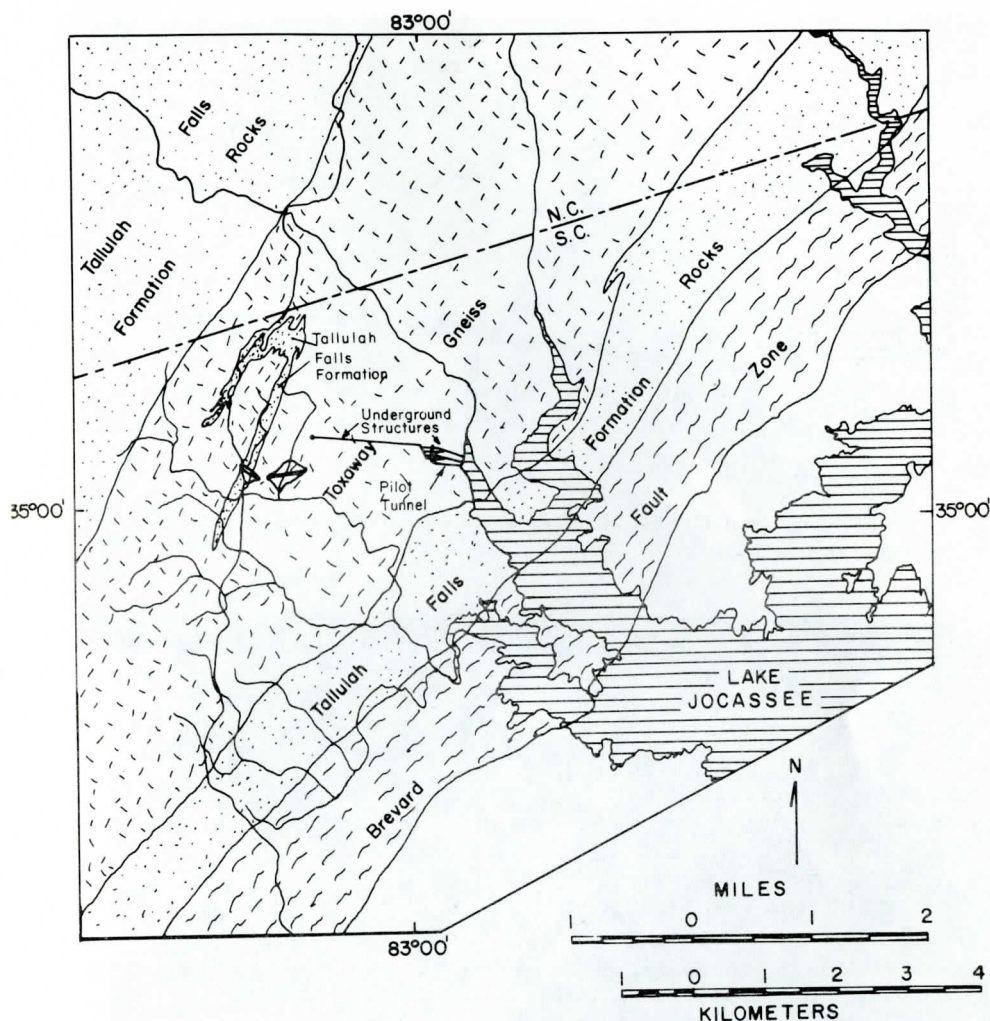 83°00'
Falls
Rocks
Tallulah
Formation
N.C.
S.C.
Gneiss
Rocks
Formation
Zone
Fault
Tallulah
Falls
Formation
Underground
Structures
Toxaway
Pilot
Tunnel
35°00'
35°00'
Falls
Tallulah
Brevard
LAKE
JOCASSEE
N
83°00'
MILES
1 0 1 2
1 0 1 2 3 4
KILOMETERS